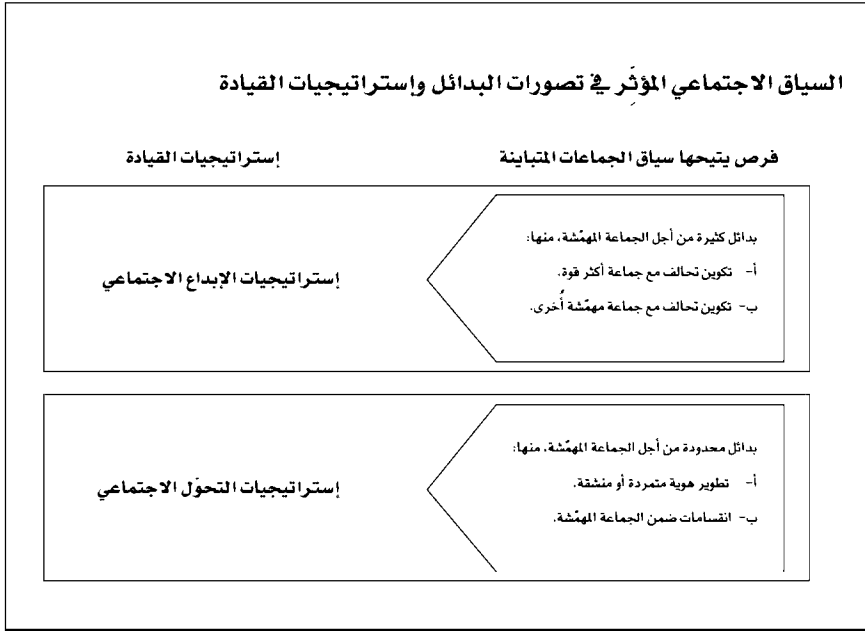 السياق الاجتماعي المؤثِّر في تصورات البدائل وإستراتيجيات القيادة
فرص يتيحها سياق الجماعات المتباينة
إستراتيجيات القيادة
بدائل كثيرة من أجل الجماعة المهمّشة، منها:
أ- تكوين تحالف مع جماعة أكثر قوة.
ب- تكوين تحالف مع جماعة مهمّشة أُخرى.
إستراتيجيات الإبداع الاجتماعي
بدائل محدودة من أجل الجماعة المهمّشة، منها:
أ- تطوير هوية متمردة أو منشقة.
ب- انقسامات ضمن الجماعة المهمّشة.
إستراتيجيات التحوّل الاجتماعي